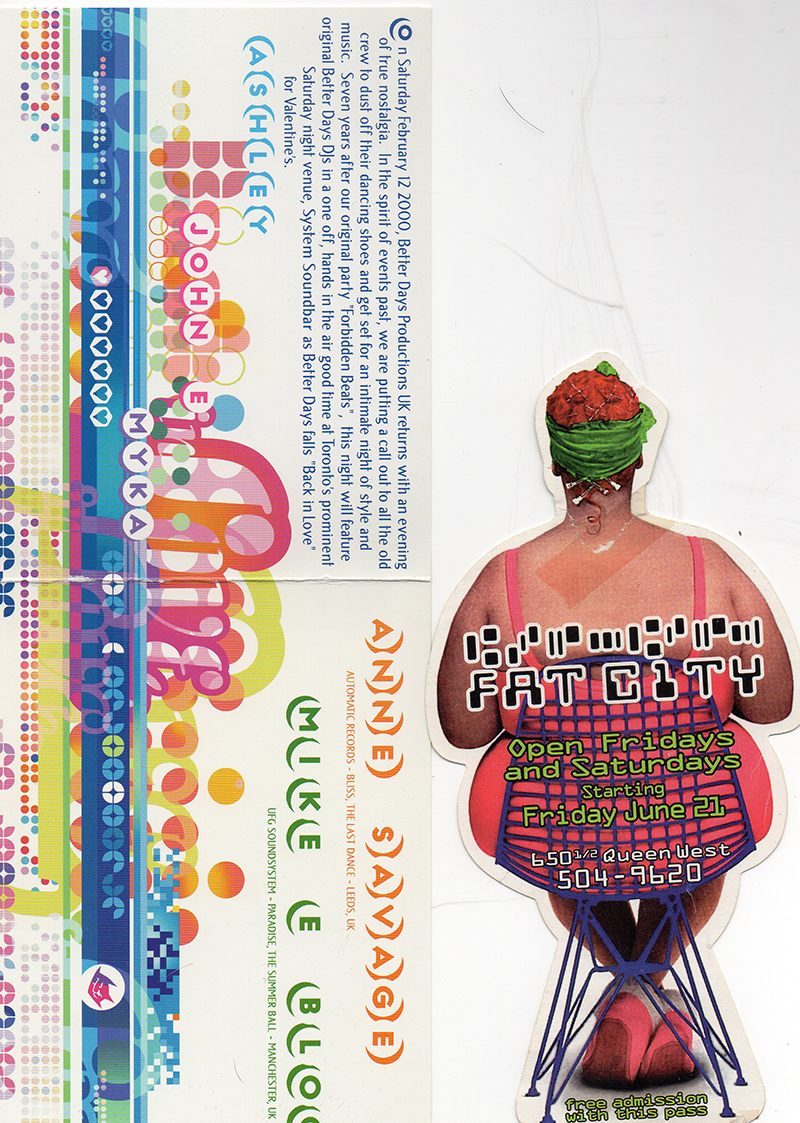 On Saturday February 12 2000, Better Days Productions UK returns with an evening
of true nostalgia. In the spirit of events past, we are putting a call out to all the old
crew to dust off their dancing shoes and get set for an intimate night of style and
music. Seven years after our original party "Forbidden Beats", this night will feature
original Better Days DJs in a one off, hands in the air good time at Toronto's prominent
Saturday night venue, System Soundbar as Better Days falls "Back in Love"
for Valentine's.
ASHLEY
JOHN E
MYKA
ANNE SAVAGE
AUTOMATIC RECORDS - BLISS, THE LAST DANCE - LEEDS, UK
MIKE E BLOC
UFG SOUNDSYSTEM - PARADISE, THE SUMMER BALL - MANCHESTER, UK
FAT CITY
Open Fridays
and Saturdays
Starting
Friday June 21
650 1/2 Queen West
504-9620
free admission
with this pass